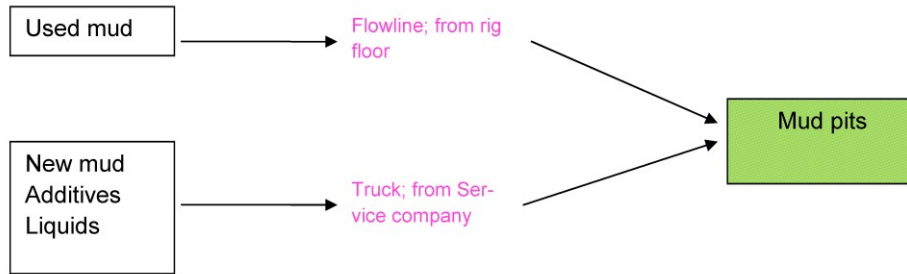 Used mud
Flowline; from rig
floor
Mud pits
New mud
Additives
Liquids
Truck; from Ser-
vice company